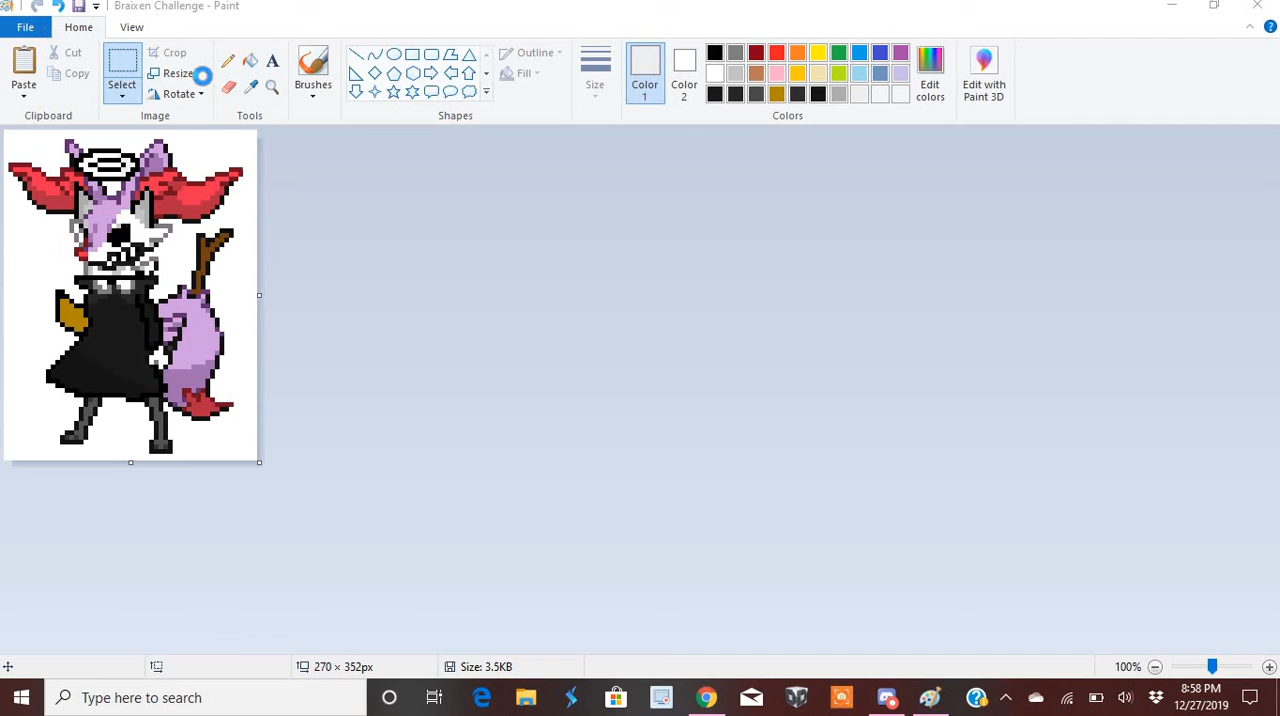 Braixen Challenge - Paint
File Home View
Paste
Cut
Copy
Clipboard
Select
Crop
Resize
Rotate
Image
A
Tools
Brushes
Outline
Fill
Shapes
Size
Color 1
Color 2
Edit colors
Colors
Edit with Paint 3D
270 × 352px
Size: 3.5KB
100%
Type here to search
8:58 PM
12/27/2019